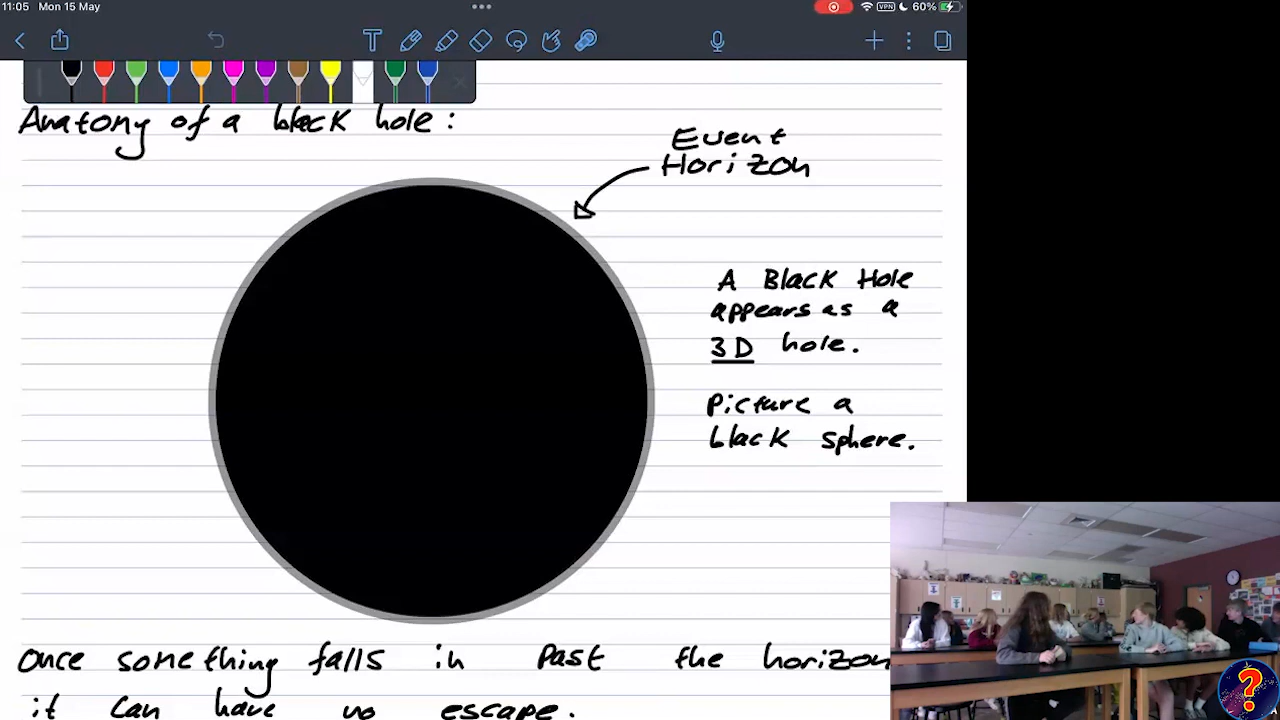 11:05 Mon 15 May
VPN 60%
Anatomy of a black hole:
Event
Horizon
A Black Hole
appears as a
3D hole.
Picture a
black sphere.
Once something falls in past the horizon
it can have no escape.
?